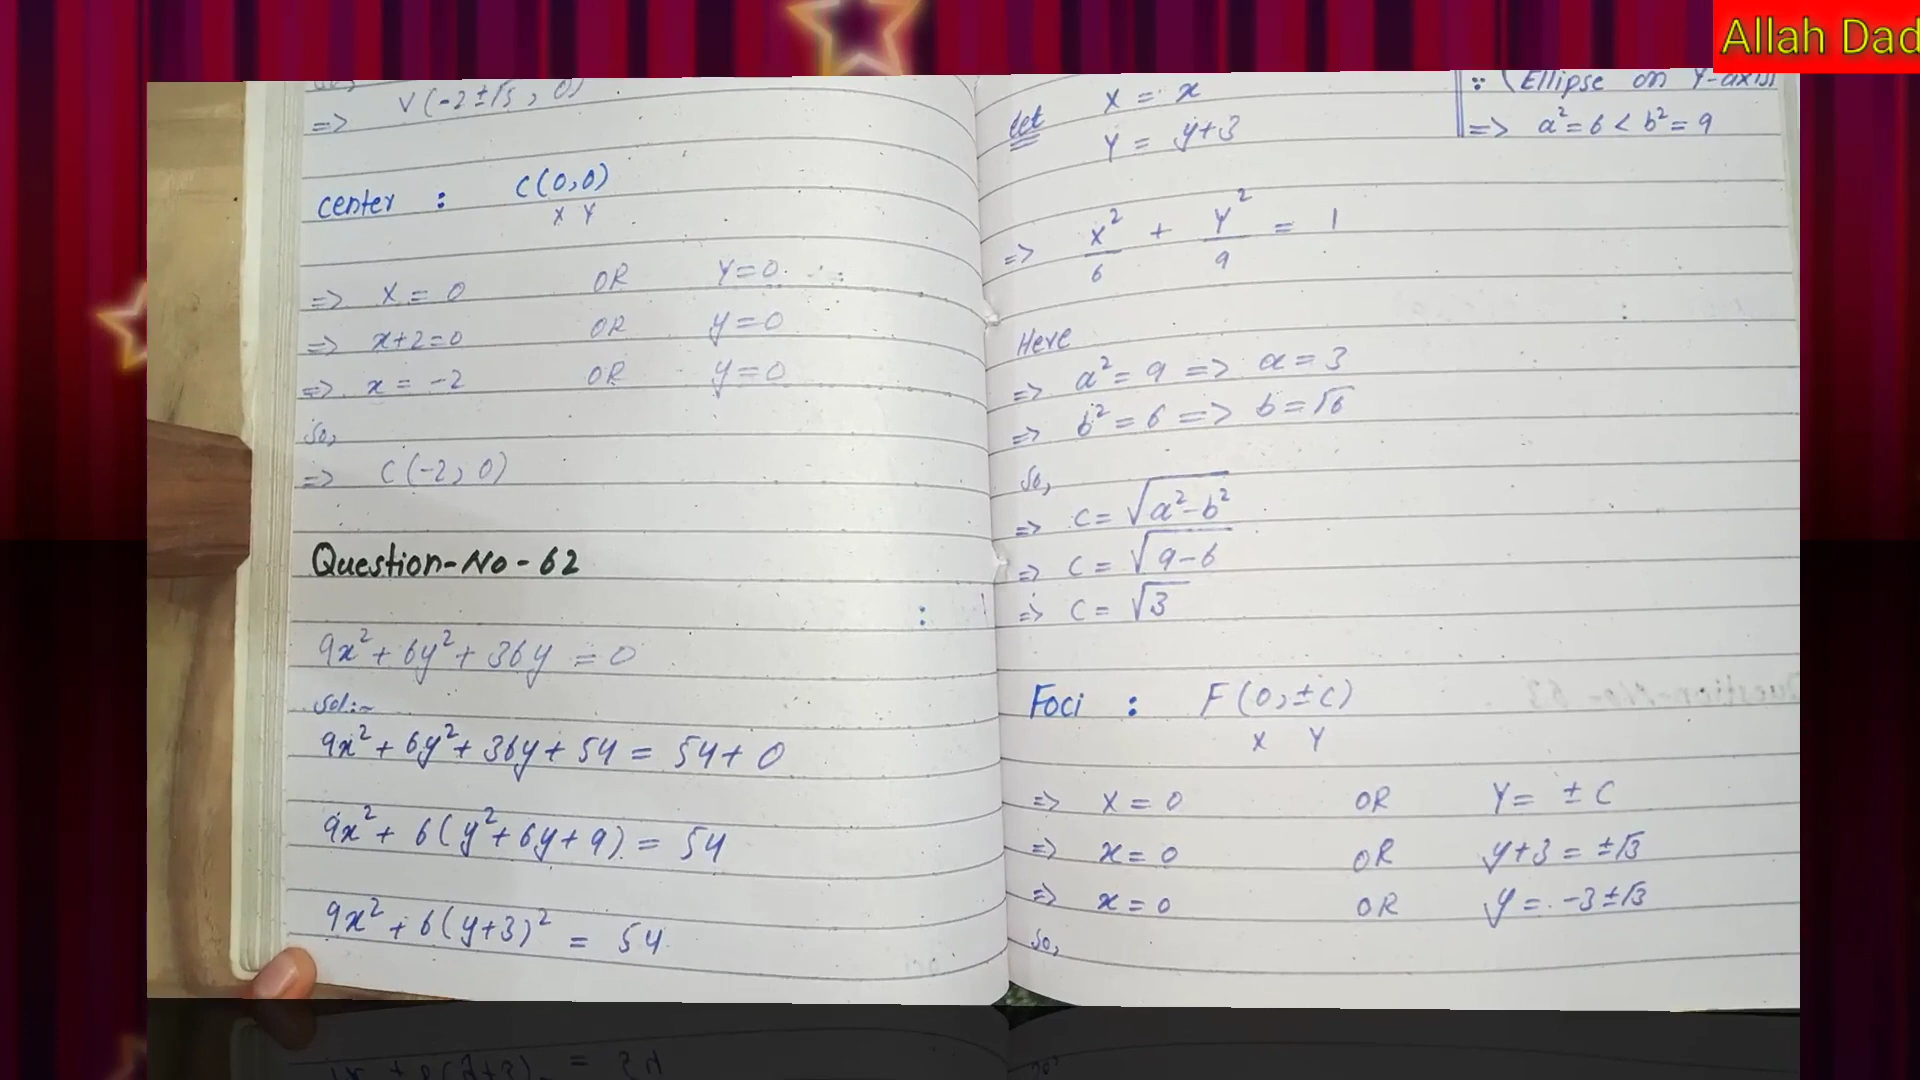 Allah Dad
=> V(-2±√5, 0)
center : C(0,0)
X Y
=> X = 0 OR Y=0
=> x+2=0 OR y=0
=> x = -2 OR y=0
So,
=> C(-2, 0)
Question-No-62
9x²+ 6y²+ 36y = 0
Sol:-
9x²+ 6y²+ 36y + 54 = 54+ 0
9x²+ 6(y²+6y+9) = 54
9x² + 6(y+3)² = 54
Let X = x
Y = y+3
∵ (Ellipse on Y-axis
=> a²=6 < b²=9
=> X²/6 + Y²/9 = 1
Here
=> a²=9 => a=3
=> b²=6 => b=√6
So,
=> c = √a²-b²
=> c = √9-6
=> c = √3
Foci : F(0,±c)
X Y
=> X = 0 OR Y= ± C
=> x=0 OR y+3 = ±√3
=> x=0 OR y = -3±√3
So,